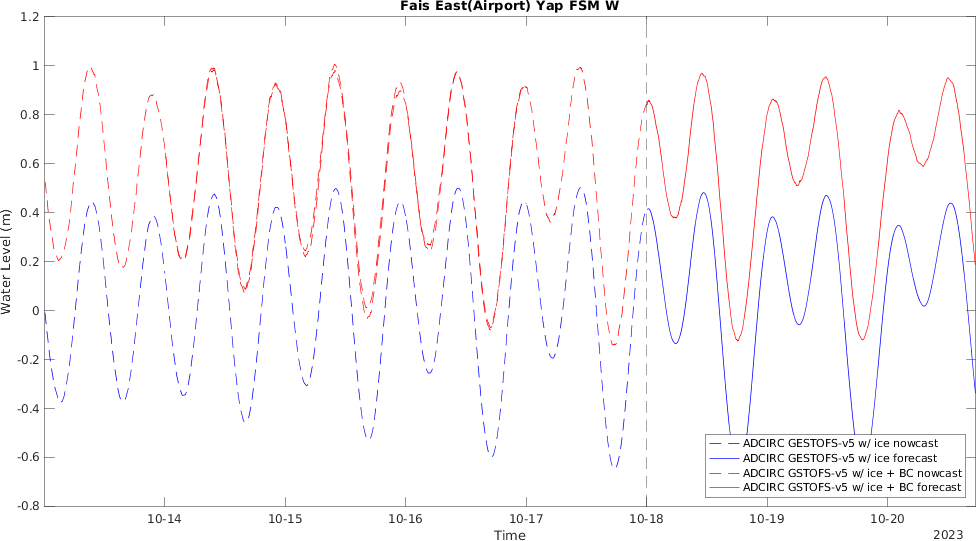 Fais East(Airport) Yap FSM W
1.2
1
0.8
0.6
0.4
0.2
0
-0.2
-0.4
-0.6
-0.8
Water Level (m)
10-14 10-15 10-16 10-17 10-18 10-19 10-20
Time
2023
ADCIRC GESTOFS-v5 w/ ice nowcast
ADCIRC GESTOFS-v5 w/ ice forecast
ADCIRC GSTOFS-v5 w/ ice + BC nowcast
ADCIRC GSTOFS-v5 w/ ice + BC forecast